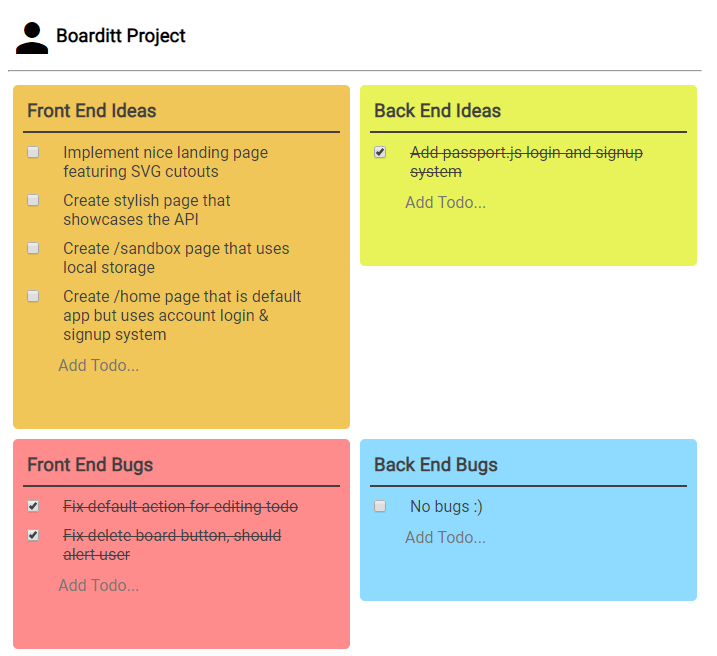 Boarditt Project
Front End Ideas
Implement nice landing page
featuring SVG cutouts
Create stylish page that
showcases the API
Create /sandbox page that uses
local storage
Create /home page that is default
app but uses account login &
signup system
Add Todo...
Back End Ideas
Add passport.js login and signup
system
Add Todo...
Front End Bugs
Fix default action for editing todo
Fix delete board button, should
alert user
Add Todo...
Back End Bugs
No bugs :)
Add Todo...